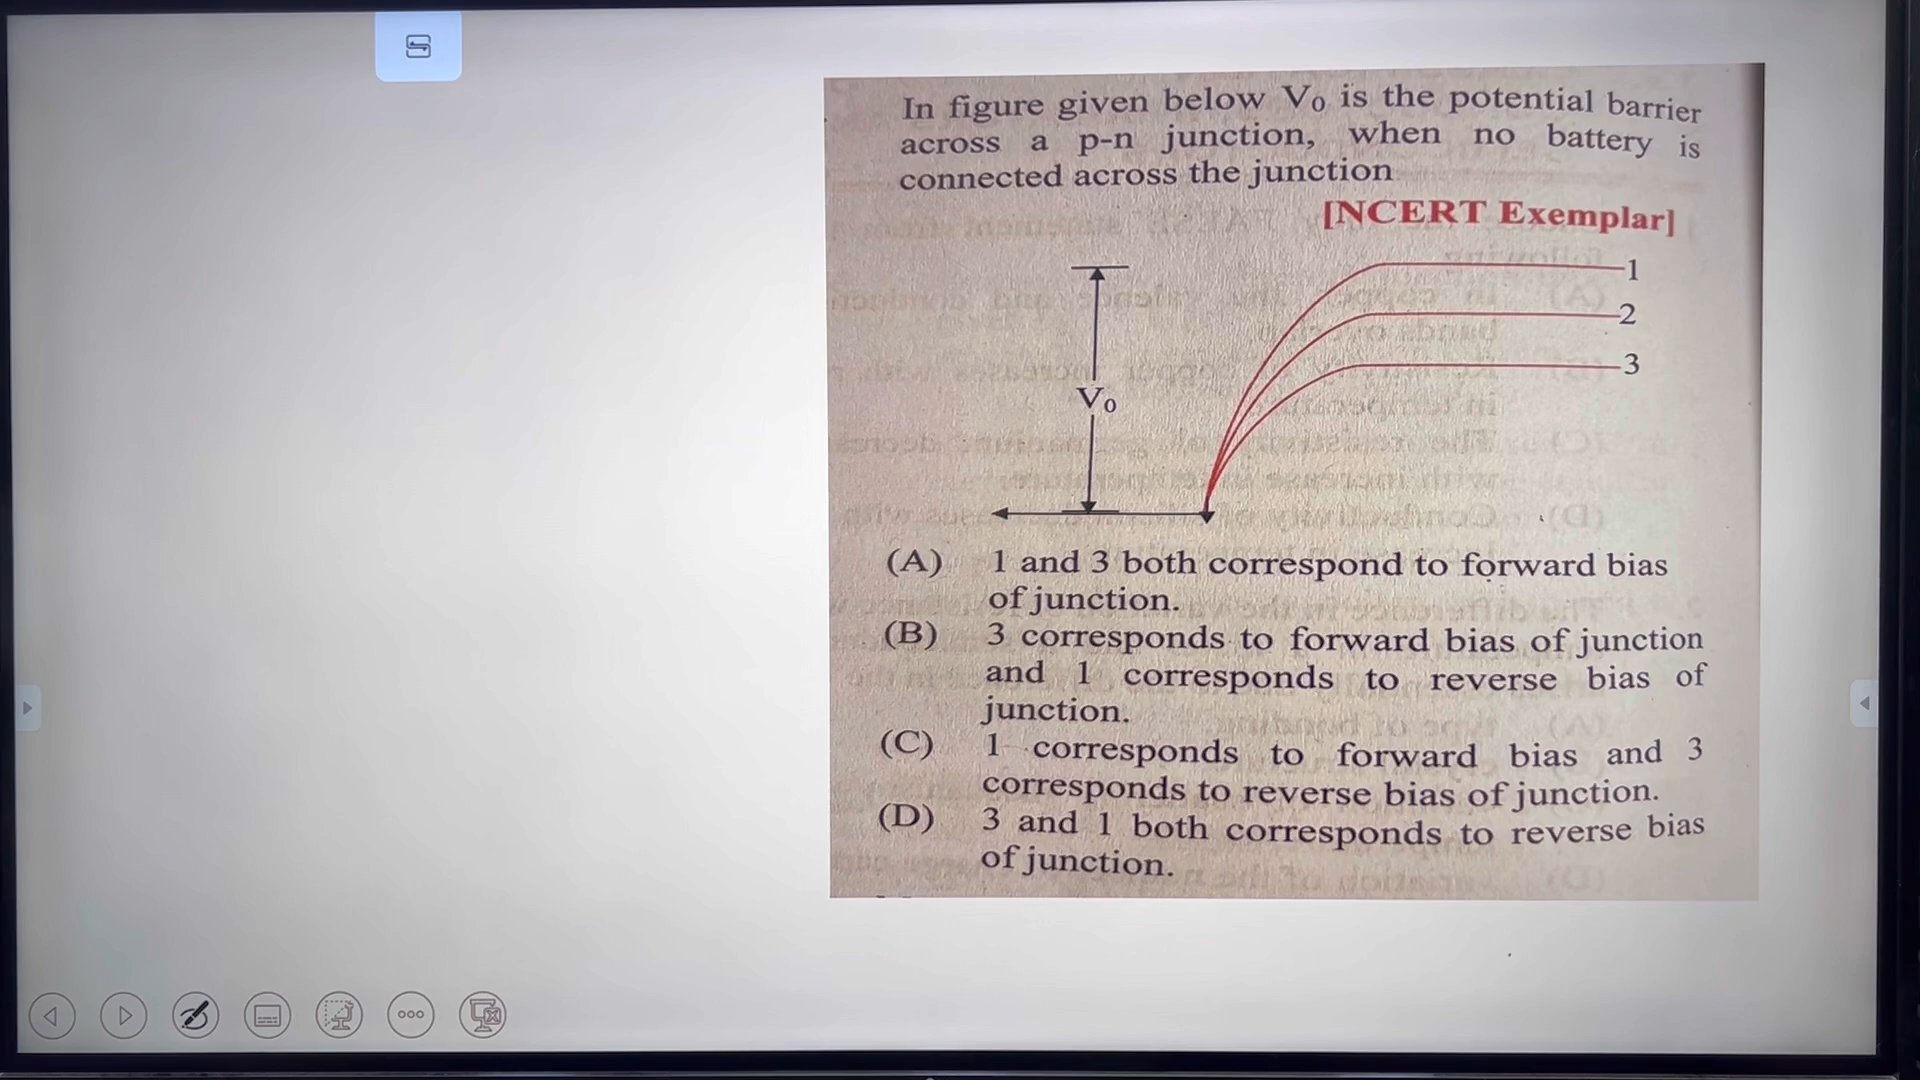 In figure given below V₀ is the potential barrier
across a p-n junction, when no battery is
connected across the junction
[NCERT Exemplar]
1
2
3
V₀
(A) 1 and 3 both correspond to forward bias
of junction.
(B) 3 corresponds to forward bias of junction
and 1 corresponds to reverse bias of
junction.
(C) 1 corresponds to forward bias and 3
corresponds to reverse bias of junction.
(D) 3 and 1 both corresponds to reverse bias
of junction.